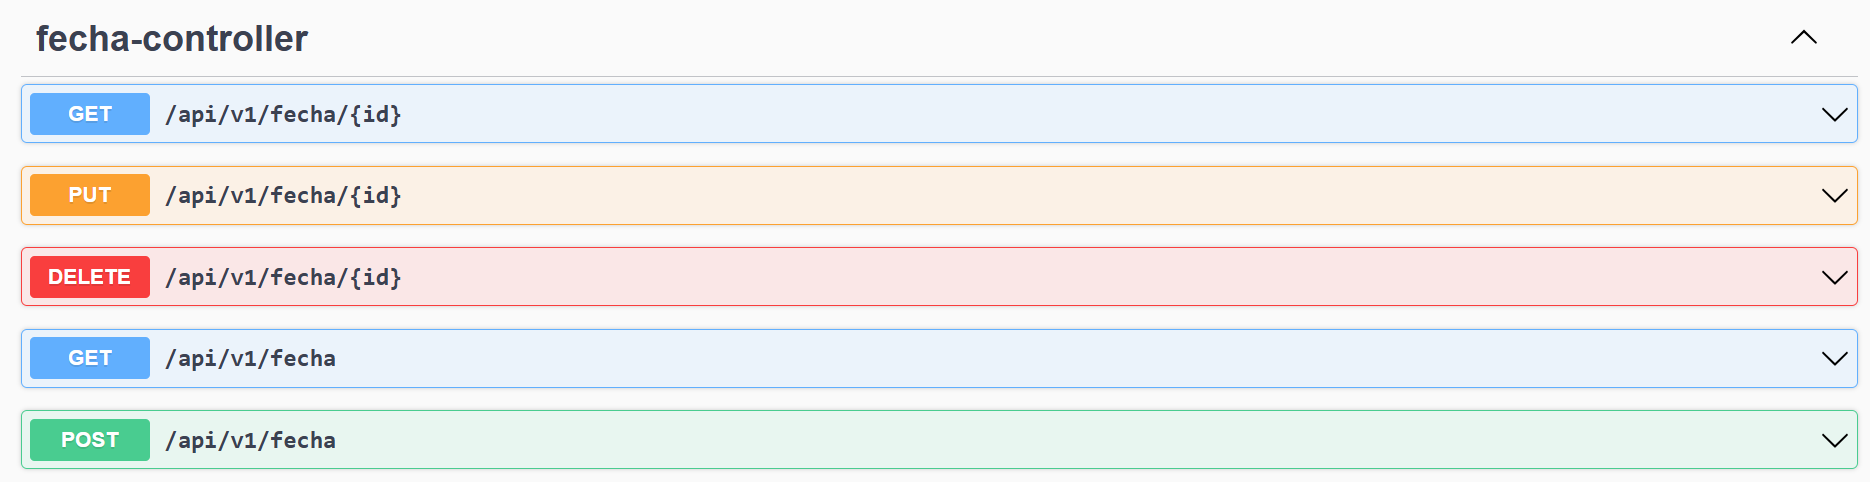 fecha-controller
GET /api/v1/fecha/{id}
PUT /api/v1/fecha/{id}
DELETE /api/v1/fecha/{id}
GET /api/v1/fecha
POST /api/v1/fecha